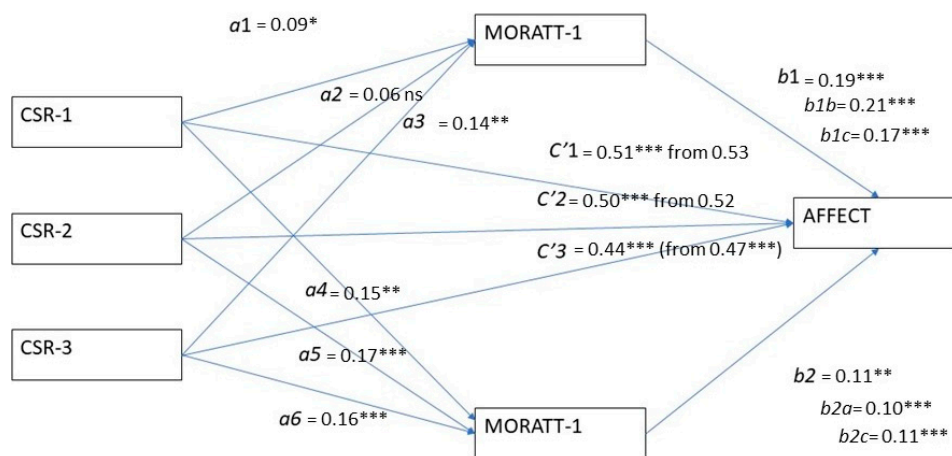 a1 = 0.09*
MORATT-1
b1 = 0.19***
b1b= 0.21***
b1c= 0.17***
a2 = 0.06 ns
CSR-1
a3 = 0.14**
C'1 = 0.51*** from 0.53
C'2 = 0.50*** from 0.52
AFFECT
CSR-2
C'3 = 0.44*** (from 0.47***)
a4 = 0.15**
CSR-3
a5 = 0.17***
b2 = 0.11**
a6 = 0.16***
MORATT-1
b2a= 0.10***
b2c= 0.11***